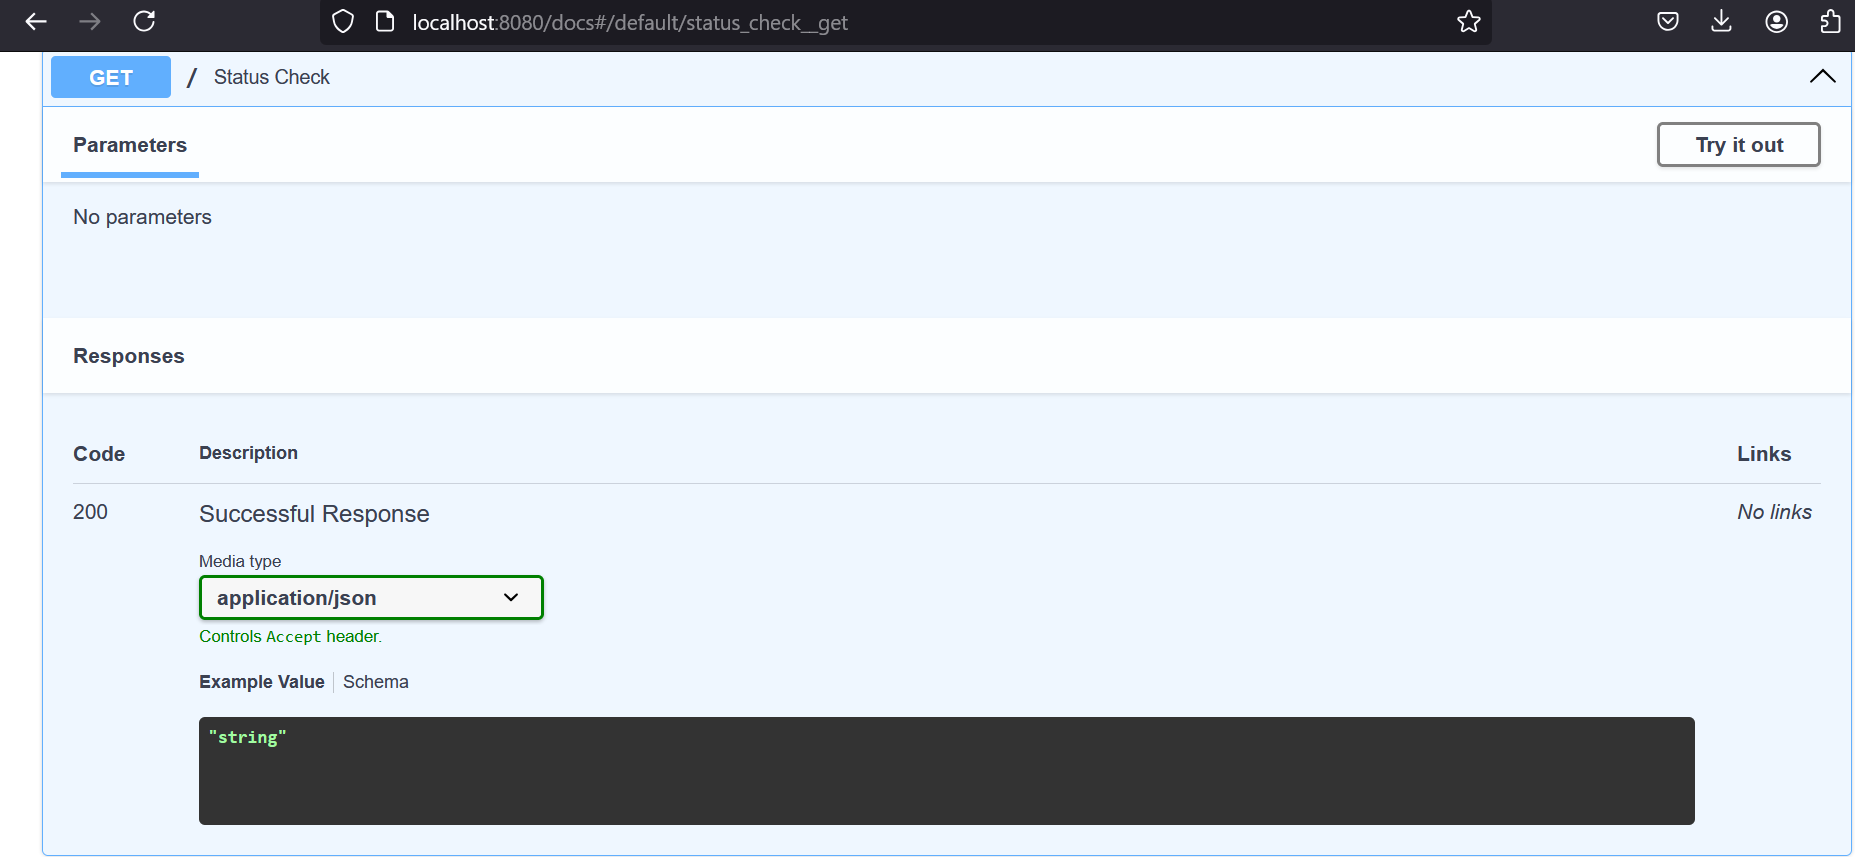 localhost:8080/docs#/default/status_check__get
GET / Status Check
Parameters
Try it out
No parameters
Responses
Code Description Links
200 Successful Response No links
Media type
application/json
Controls Accept header.
Example Value Schema
"string"